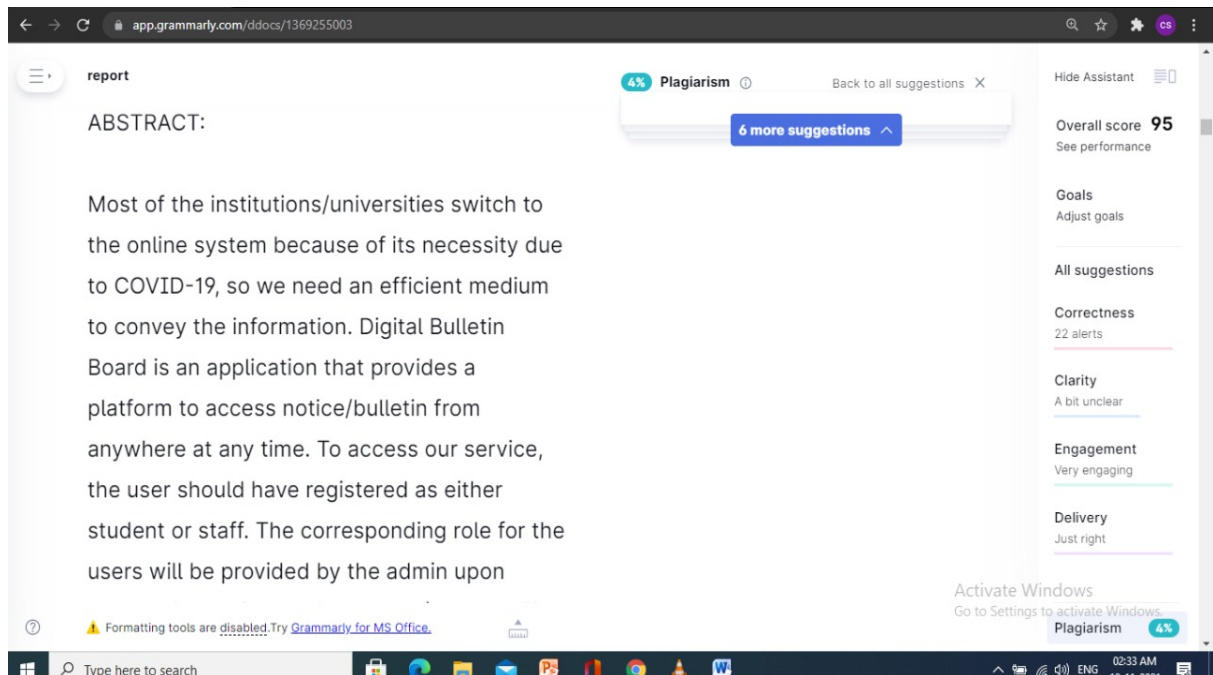 app.grammarly.com/ddocs/1369255003
CS
report
4% Plagiarism
Back to all suggestions
6 more suggestions
Hide Assistant
Overall score 95
See performance
Goals
Adjust goals
All suggestions
Correctness
22 alerts
Clarity
A bit unclear
Engagement
Very engaging
Delivery
Just right
ABSTRACT:
Most of the institutions/universities switch to
the online system because of its necessity due
to COVID-19, so we need an efficient medium
to convey the information. Digital Bulletin
Board is an application that provides a
platform to access notice/bulletin from
anywhere at any time. To access our service,
the user should have registered as either
student or staff. The corresponding role for the
users will be provided by the admin upon
Activate Windows
Go to Settings to activate Windows.
Plagiarism 4%
Formatting tools are disabled.Try Grammarly for MS Office.
Type here to search
ENG
02:33 AM